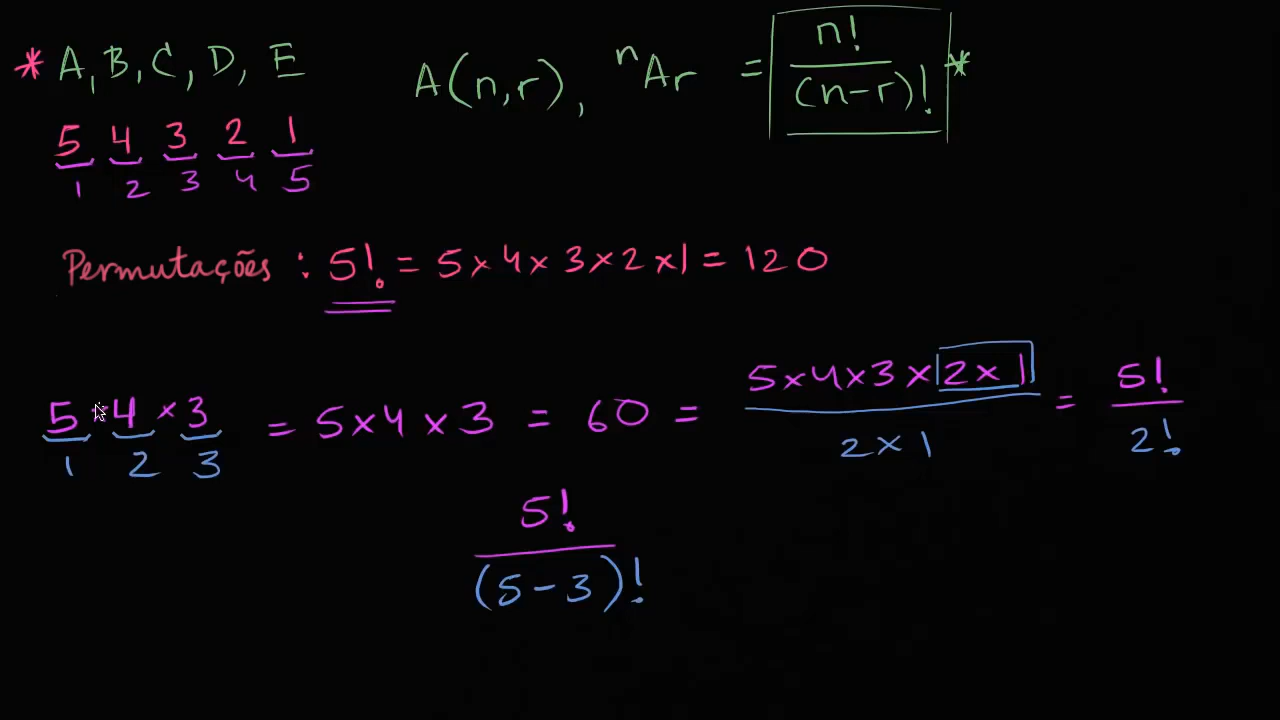 * A, B, C, D, E
A(n,r), ⁿAr = n!/(n-r)! *
5 4 3 2 1
1 2 3 4 5
Permutações : 5! = 5×4×3×2×1 = 120
5×4×3 = 5×4×3 = 60 = 5×4×3×2×1/2×1 = 5!/2!
1 2 3
5!
(5-3)!